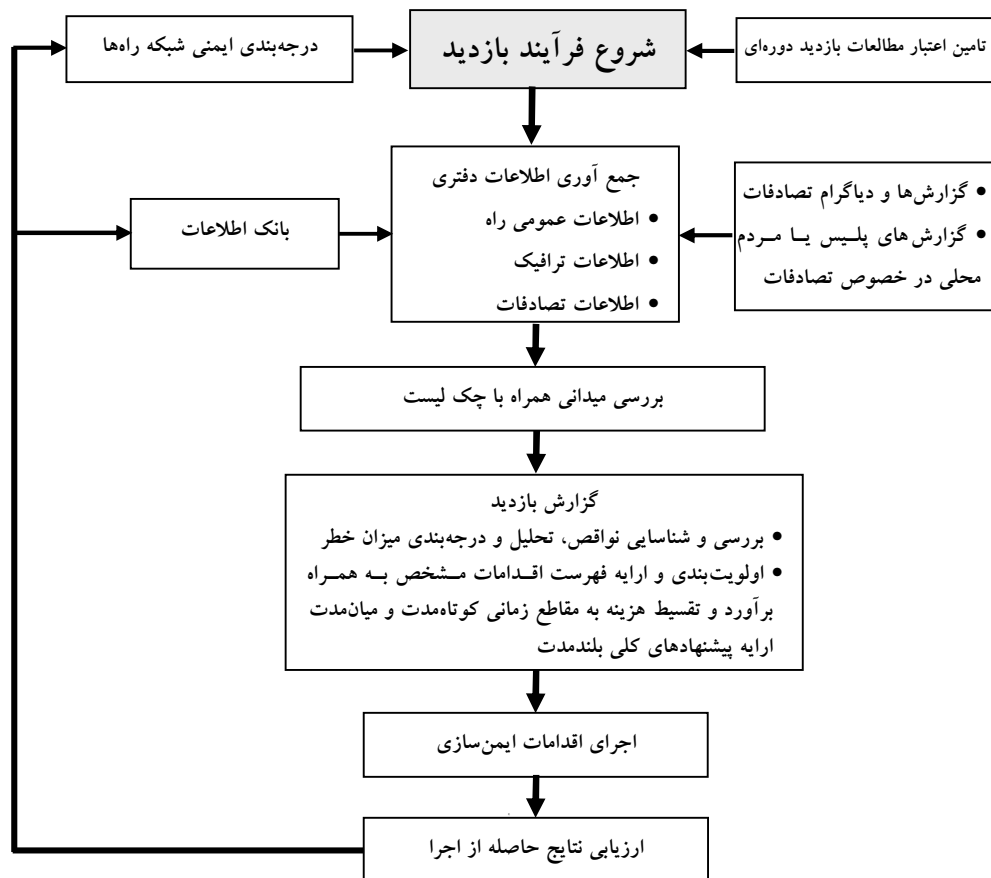 درجه‌بندی ایمنی شبکه راه‌ها
شروع فرآیند بازدید
تامین اعتبار مطالعات بازدید دوره‌ای
جمع آوری اطلاعات دفتری
• اطلاعات عمومی راه
• اطلاعات ترافیک
• اطلاعات تصادفات
بانک اطلاعات
• گزارش‌ها و دیاگرام تصادفات
• گزارش‌های پلیس یا مردم
محلی در خصوص تصادفات
بررسی میدانی همراه با چک لیست
گزارش بازدید
• بررسی و شناسایی نواقص، تحلیل و درجه‌بندی میزان خطر
• اولویت‌بندی و ارایه فهرست اقدامات مشخص به همراه
برآورد و تقسیط هزینه به مقاطع زمانی کوتاه‌مدت و میان‌مدت
ارایه پیشنهادهای کلی بلندمدت
اجرای اقدامات ایمن‌سازی
ارزیابی نتایج حاصله از اجرا